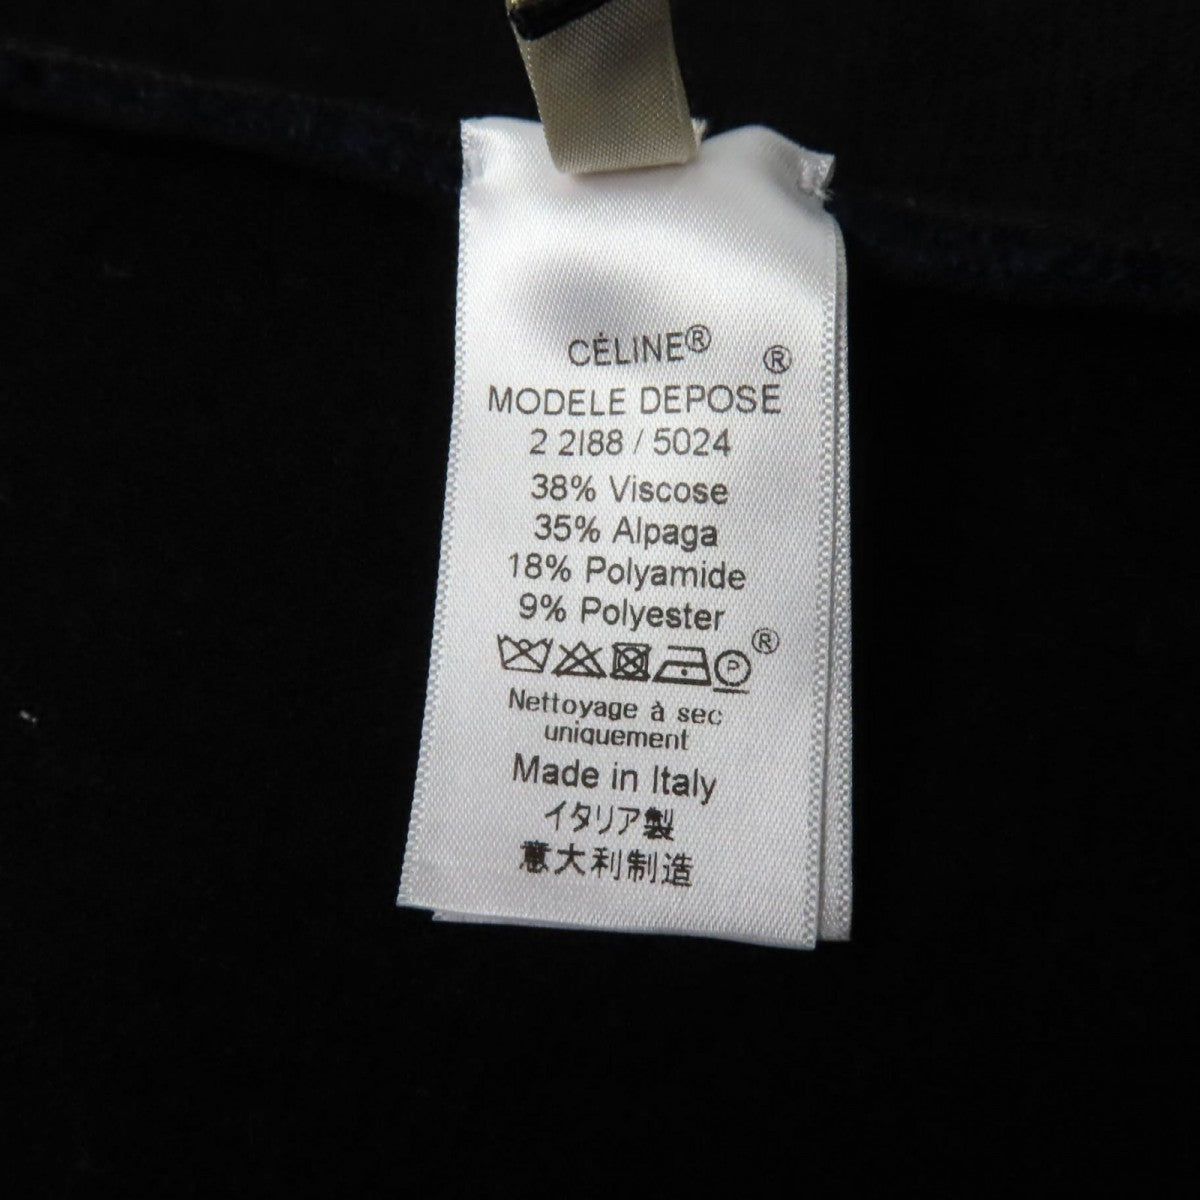 CÉLINE®
®
MODELE DEPOSE
2 2I88 / 5024
38% Viscose
35% Alpaga
18% Polyamide
9% Polyester
®
P
Nettoyage à sec
uniquement
Made in Italy
イタリア製
意大利制造